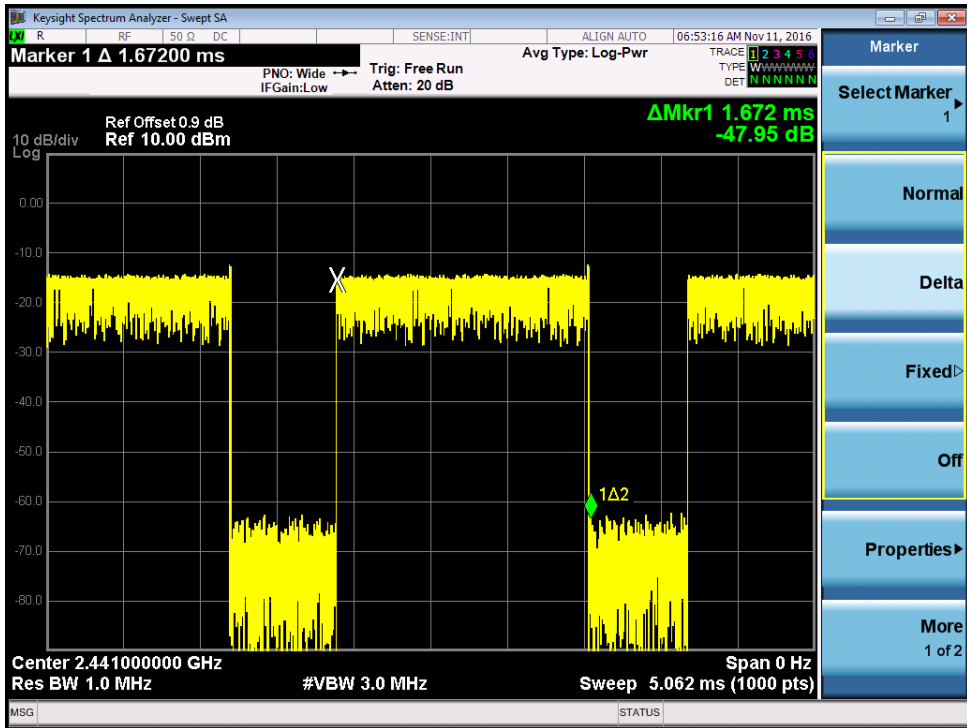 Keysight Spectrum Analyzer - Swept SA
LXI R RF 50 Ω DC SENSE:INT ALIGN AUTO 06:53:16 AM Nov 11, 2016
Marker 1 Δ 1.67200 ms
PNO: Wide
IFGain:Low
Trig: Free Run
Atten: 20 dB
Avg Type: Log-Pwr
TRACE 1 2 3 4 5 6
TYPE WWWWWW
DET N N N N N N
ΔMkr1 1.672 ms
-47.95 dB
Ref Offset 0.9 dB
10 dB/div Ref 10.00 dBm
Log
0.00
-10.0
-20.0
-30.0
-40.0
-50.0
-60.0
-70.0
-80.0
X
1Δ2
Center 2.441000000 GHz Span 0 Hz
Res BW 1.0 MHz #VBW 3.0 MHz Sweep 5.062 ms (1000 pts)
MSG STATUS
Marker
Select Marker
1
Normal
Delta
Fixed
Off
Properties
More
1 of 2